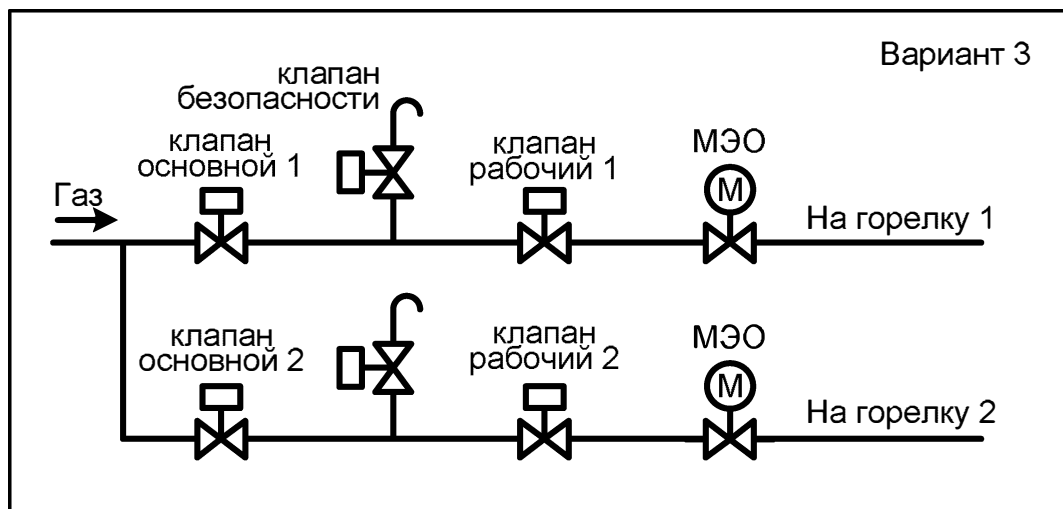 Вариант 3
клапан
безопасности
клапан
основной 1
клапан
рабочий 1
МЭО
Газ
М
На горелку 1
клапан
основной 2
клапан
рабочий 2
МЭО
М
На горелку 2